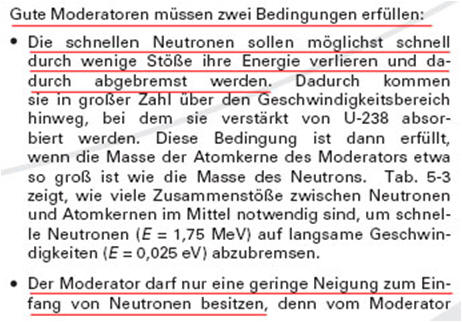 Gute Moderatoren müssen zwei Bedingungen erfüllen:
• Die schnellen Neutronen sollen möglichst schnell
durch wenige Stöße ihre Energie verlieren und da-
durch abgebremst werden. Dadurch kommen
sie in großer Zahl über den Geschwindigkeitsbereich
hinweg, bei dem sie verstärkt von U-238 absor-
biert werden. Diese Bedingung ist dann erfüllt,
wenn die Masse der Atomkerne des Moderators etwa
so groß ist wie die Masse des Neutrons. Tab. 5-3
zeigt, wie viele Zusammenstöße zwischen Neutronen
und Atomkernen im Mittel notwendig sind, um schnel-
le Neutronen (E = 1,75 MeV) auf langsame Geschwin-
digkeiten (E = 0,025 eV) abzubremsen.
• Der Moderator darf nur eine geringe Neigung zum Ein-
fang von Neutronen besitzen, denn vom Moderator